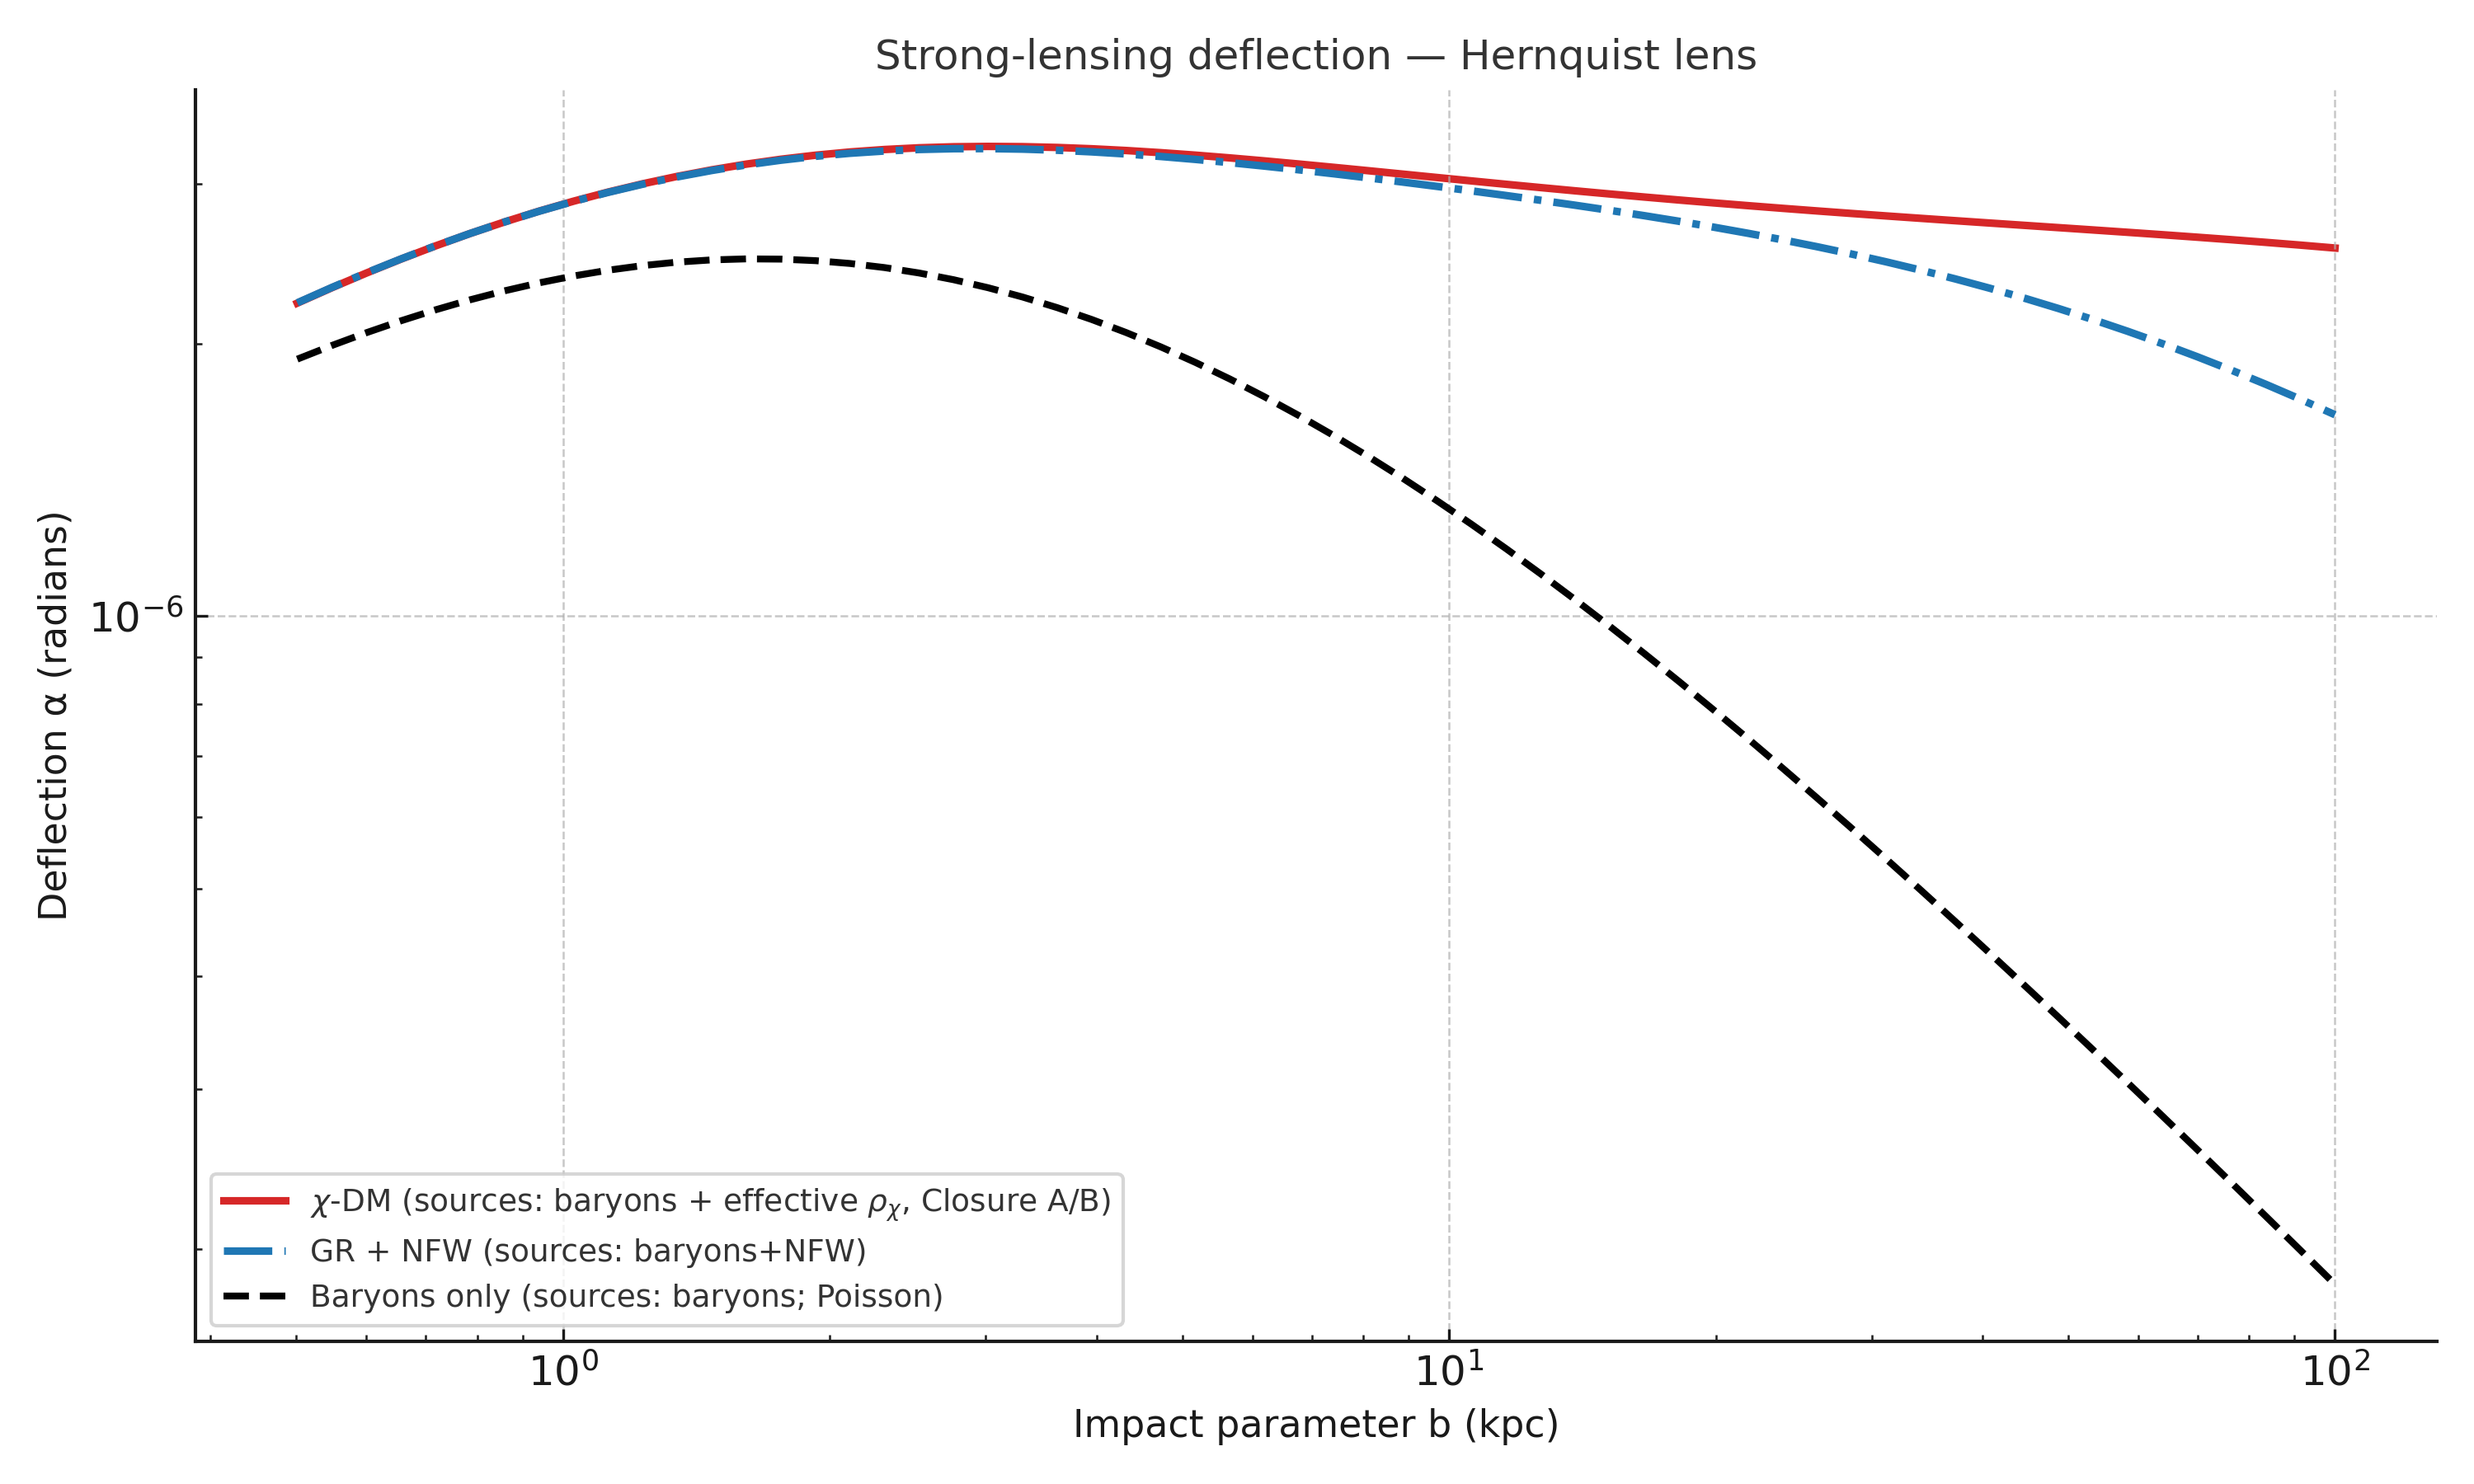 Strong-lensing deflection — Hernquist lens
Deflection α (radians)
10⁻⁶
χ-DM (sources: baryons + effective ρᵪ, Closure A/B)
GR + NFW (sources: baryons+NFW)
Baryons only (sources: baryons; Poisson)
10⁰ 10¹ 10²
Impact parameter b (kpc)